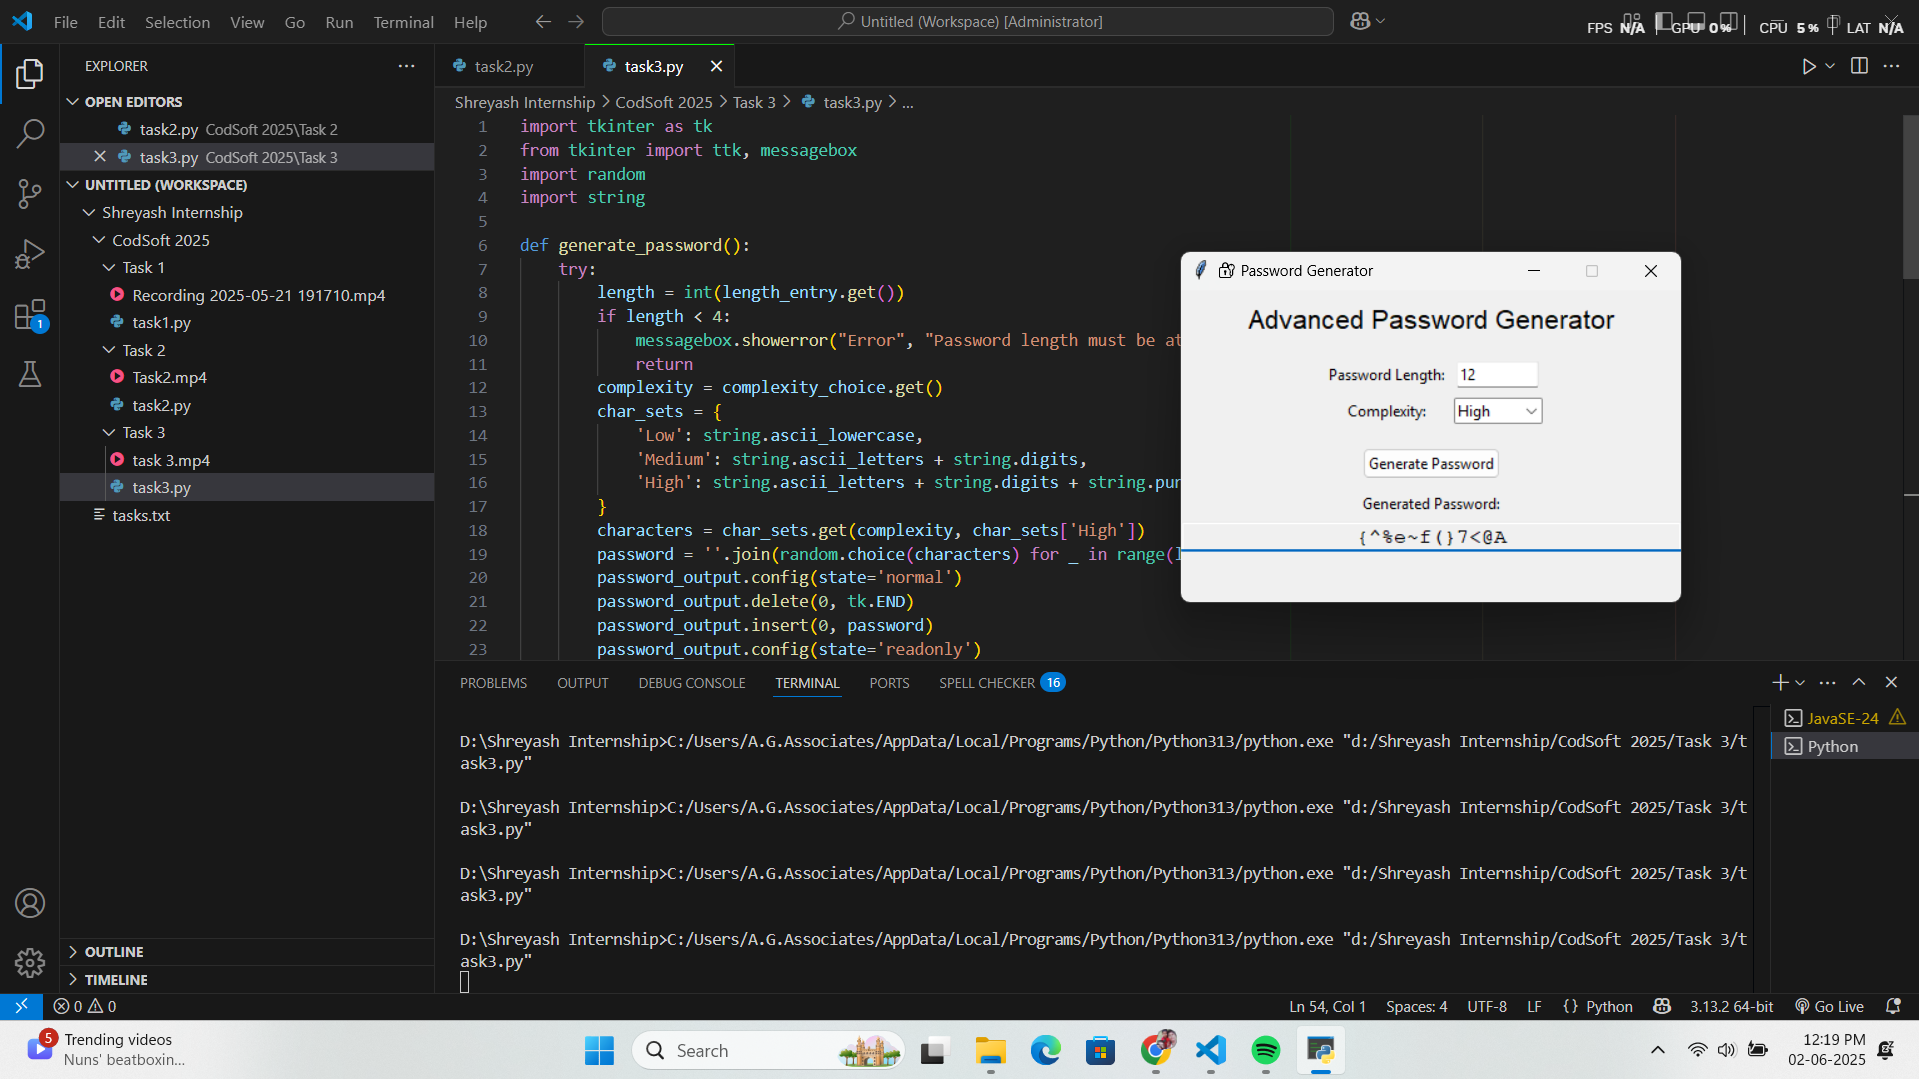 File Edit Selection View Go Run Terminal Help
Untitled (Workspace) [Administrator]
FPS N/A GPU 0% CPU 5% LAT N/A
EXPLORER
OPEN EDITORS
task2.py CodSoft 2025\Task 2
task3.py CodSoft 2025\Task 3
UNTITLED (WORKSPACE)
Shreyash Internship
CodSoft 2025
Task 1
Recording 2025-05-21 191710.mp4
task1.py
Task 2
Task2.mp4
task2.py
Task 3
task 3.mp4
task3.py
tasks.txt
OUTLINE
TIMELINE
1
task2.py
task3.py
Shreyash Internship > CodSoft 2025 > Task 3 > task3.py > ...
1 import tkinter as tk
2 from tkinter import ttk, messagebox
3 import random
4 import string
5
6 def generate_password():
7 try:
8 length = int(length_entry.get())
9 if length < 4:
10 messagebox.showerror("Error", "Password length must be at
11 return
12 complexity = complexity_choice.get()
13 char_sets = {
14 'Low': string.ascii_lowercase,
15 'Medium': string.ascii_letters + string.digits,
16 'High': string.ascii_letters + string.digits + string.pun
17 }
18 characters = char_sets.get(complexity, char_sets['High'])
19 password = ''.join(random.choice(characters) for _ in range(l
20 password_output.config(state='normal')
21 password_output.delete(0, tk.END)
22 password_output.insert(0, password)
23 password_output.config(state='readonly')
Password Generator
Advanced Password Generator
Password Length: 12
Complexity: High
Generate Password
Generated Password:
{^%e~f(}7<@A
PROBLEMS OUTPUT DEBUG CONSOLE TERMINAL PORTS SPELL CHECKER 16
D:\Shreyash Internship>C:/Users/A.G.Associates/AppData/Local/Programs/Python/Python313/python.exe "d:/Shreyash Internship/CodSoft 2025/Task 3/t
ask3.py"
D:\Shreyash Internship>C:/Users/A.G.Associates/AppData/Local/Programs/Python/Python313/python.exe "d:/Shreyash Internship/CodSoft 2025/Task 3/t
ask3.py"
D:\Shreyash Internship>C:/Users/A.G.Associates/AppData/Local/Programs/Python/Python313/python.exe "d:/Shreyash Internship/CodSoft 2025/Task 3/t
ask3.py"
D:\Shreyash Internship>C:/Users/A.G.Associates/AppData/Local/Programs/Python/Python313/python.exe "d:/Shreyash Internship/CodSoft 2025/Task 3/t
ask3.py"
JavaSE-24
Python
0 0
Ln 54, Col 1 Spaces: 4 UTF-8 LF {} Python 3.13.2 64-bit Go Live
5
Trending videos
Nuns' beatboxin...
Search
12:19 PM
02-06-2025